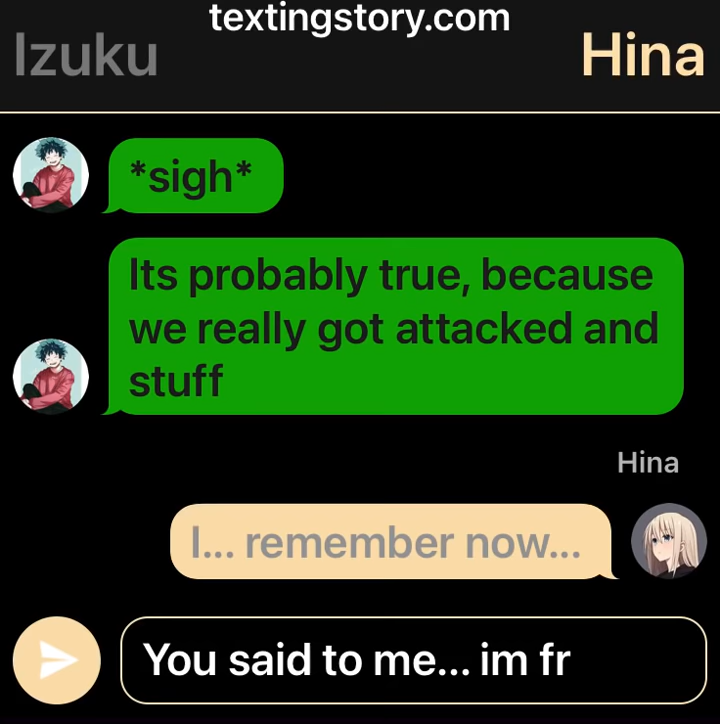 textingstory.com
Izuku
Hina
*sigh*
Its probably true, because
we really got attacked and
stuff
Hina
I... remember now...
You said to me... im fr